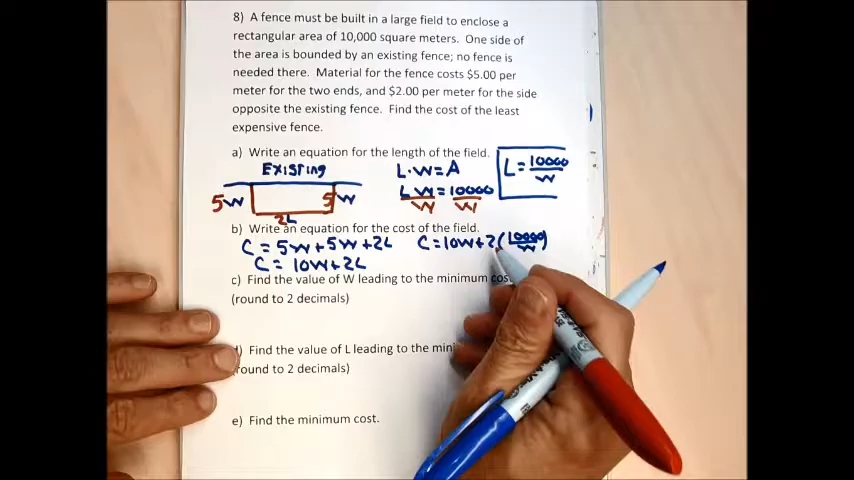 8) A fence must be built in a large field to enclose a
rectangular area of 10,000 square meters. One side of
the area is bounded by an existing fence; no fence is
needed there. Material for the fence costs $5.00 per
meter for the two ends, and $2.00 per meter for the side
opposite the existing fence. Find the cost of the least
expensive fence.
a) Write an equation for the length of the field.
EXISTING
5W 5W
2L
L·W=A
LW=10000
W W
L=10000/W
b) Write an equation for the cost of the field.
C = 5W+5W+2L
C = 10W+2L
C=10W+2(10000/W)
c) Find the value of W leading to the minimum cos
(round to 2 decimals)
d) Find the value of L leading to the mini
(round to 2 decimals)
e) Find the minimum cost.